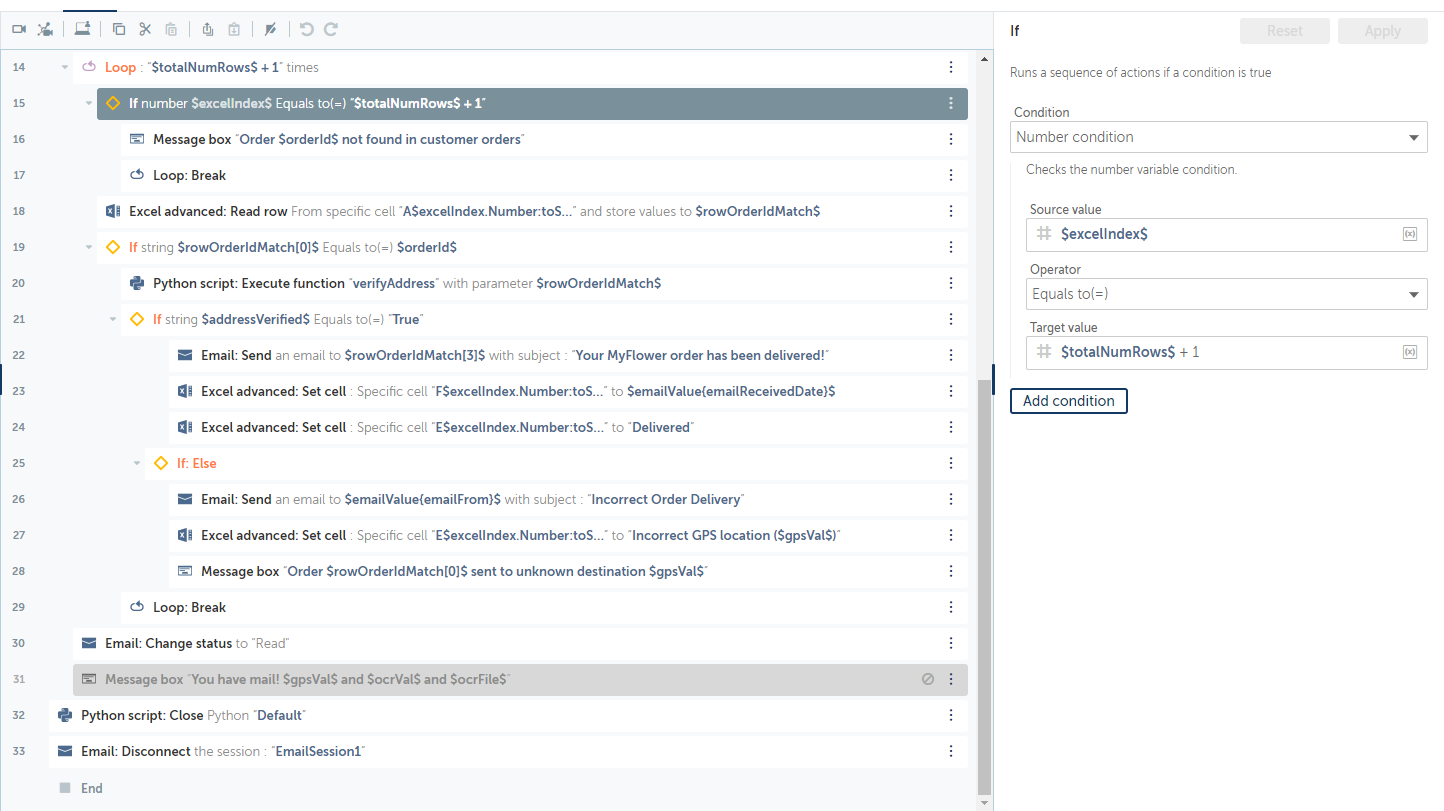 14 Loop : "$totalNumRows$ + 1" times
15 If number $excelIndex$ Equals to(=) "$totalNumRows$ + 1"
16 Message box "Order $orderId$ not found in customer orders"
17 Loop: Break
18 Excel advanced: Read row From specific cell "A$excelIndex.Number:toS..." and store values to $rowOrderIdMatch$
19 If string $rowOrderIdMatch[0]$ Equals to(=) $orderId$
20 Python script: Execute function "verifyAddress" with parameter $rowOrderIdMatch$
21 If string $addressVerified$ Equals to(=) "True"
22 Email: Send an email to $rowOrderIdMatch[3]$ with subject : "Your MyFlower order has been delivered!"
23 Excel advanced: Set cell : Specific cell "F$excelIndex.Number:toS..." to $emailValue{emailReceivedDate}$
24 Excel advanced: Set cell : Specific cell "E$excelIndex.Number:toS..." to "Delivered"
25 If: Else
26 Email: Send an email to $emailValue{emailFrom}$ with subject : "Incorrect Order Delivery"
27 Excel advanced: Set cell : Specific cell "E$excelIndex.Number:toS..." to "Incorrect GPS location ($gpsVal$)"
28 Message box "Order $rowOrderIdMatch[0]$ sent to unknown destination $gpsVal$"
29 Loop: Break
30 Email: Change status to "Read"
31 Message box "You have mail! $gpsVal$ and $ocrVal$ and $ocrFile$"
32 Python script: Close Python "Default"
33 Email: Disconnect the session : "EmailSession1"
End
If
Reset
Apply
Runs a sequence of actions if a condition is true
Condition
Number condition
Checks the number variable condition.
Source value
$excelIndex$ (x)
Operator
Equals to(=)
Target value
$totalNumRows$ + 1 (x)
Add condition